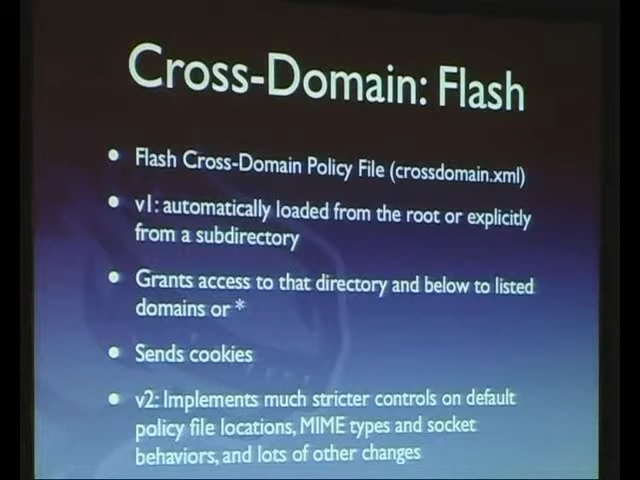 Cross-Domain: Flash
• Flash Cross-Domain Policy File (crossdomain.xml)
• v1: automatically loaded from the root or explicitly
from a subdirectory
• Grants access to that directory and below to listed
domains or *
• Sends cookies
• v2: Implements much stricter controls on default
policy file locations, MIME types and socket
behaviors, and lots of other changes